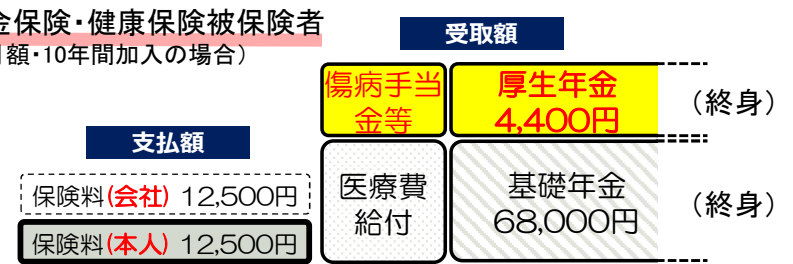 金保険・健康保険被保険者
額・10年間加入の場合）
受取額
傷病手当
金等
厚生年金
4,400円
（終身）
支払額
保険料(会社) 12,500円
保険料(本人) 12,500円
医療費
給付
基礎年金
68,000円
（終身）